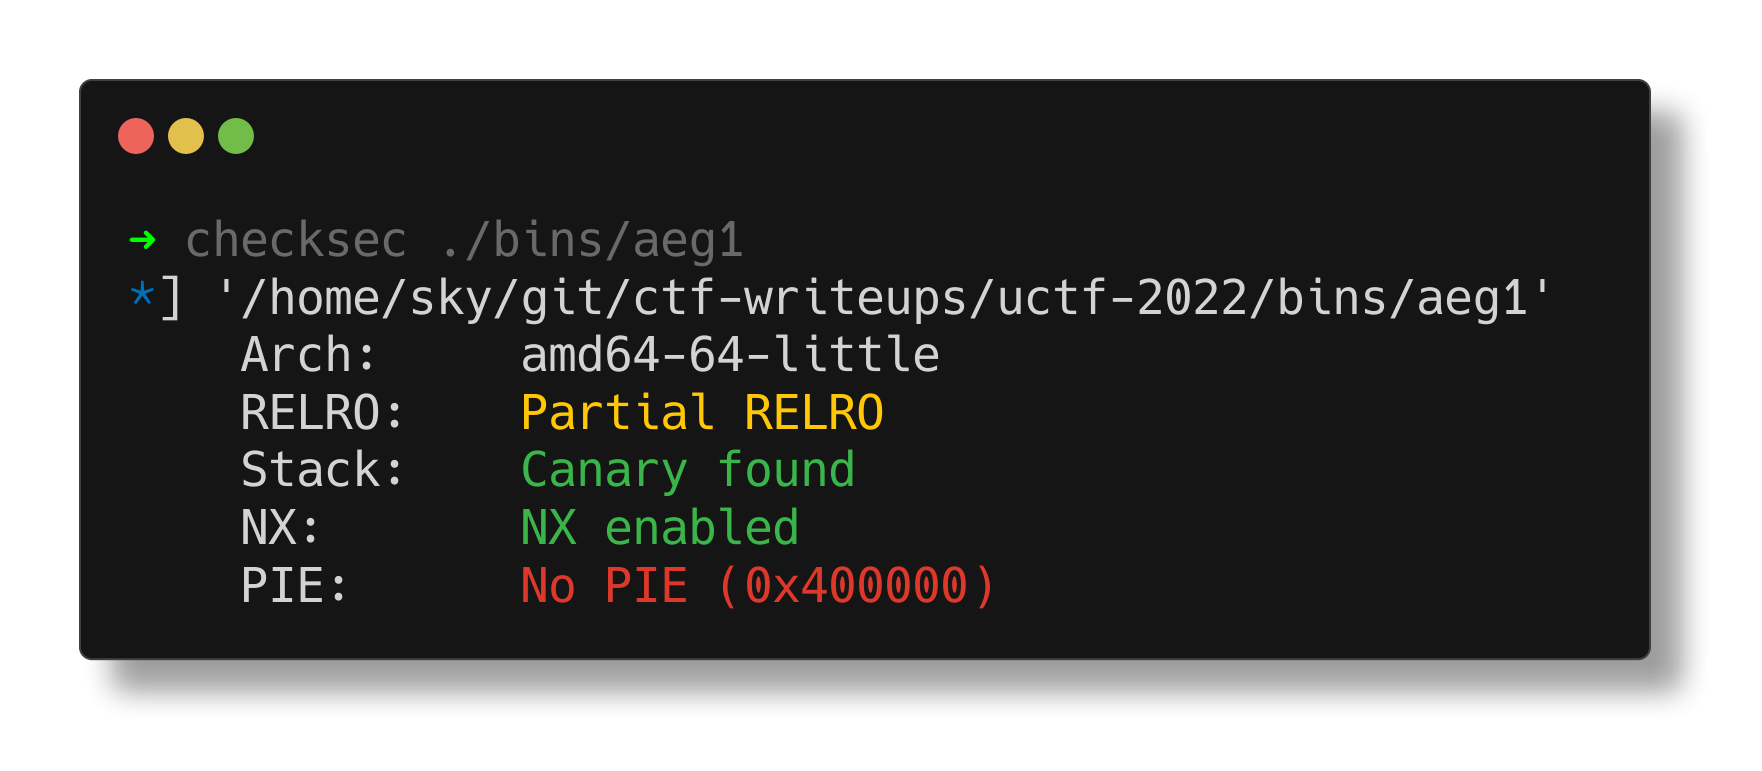 ➜ checksec ./bins/aeg1
*] '/home/sky/git/ctf-writeups/uctf-2022/bins/aeg1'
Arch: amd64-64-little
RELRO: Partial RELRO
Stack: Canary found
NX: NX enabled
PIE: No PIE (0x400000)